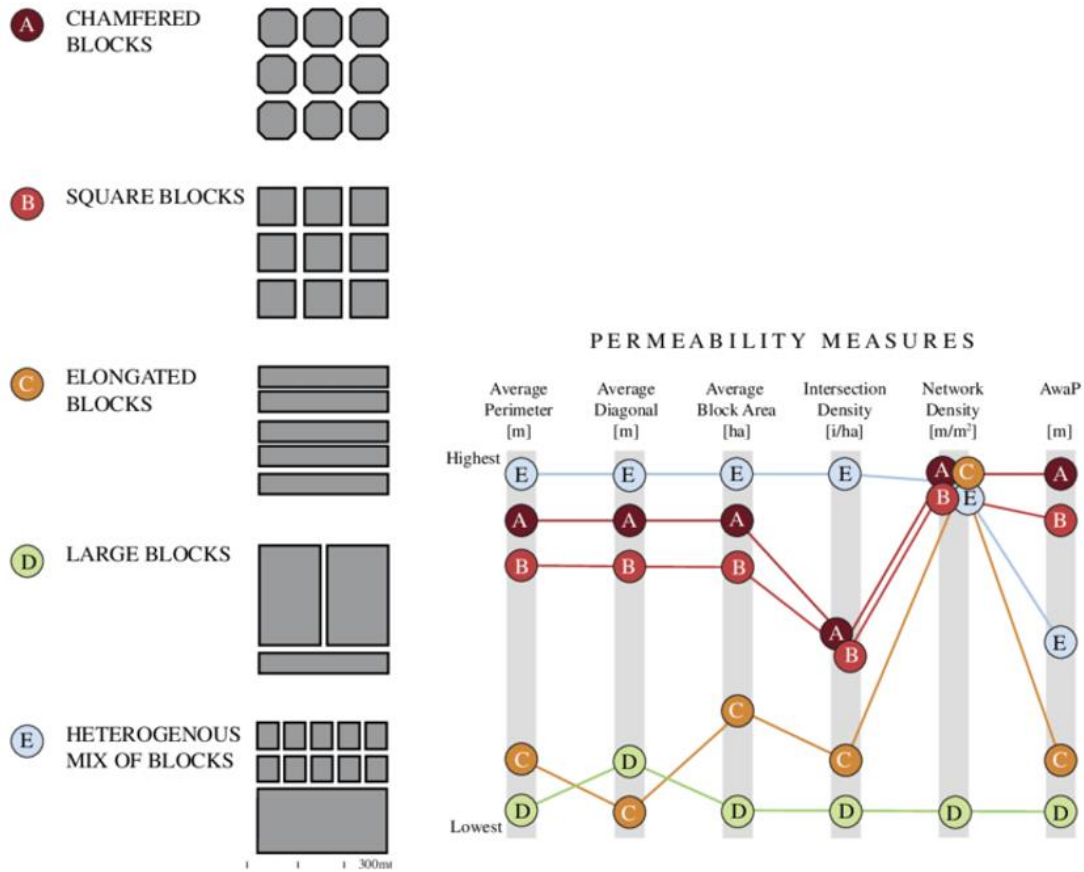 A
CHAMFERED
BLOCKS
B
SQUARE BLOCKS
C
ELONGATED
BLOCKS
D
LARGE BLOCKS
E
HETEROGENOUS
MIX OF BLOCKS
300mt
PERMEABILITY MEASURES
Average
Perimeter
[m]
Average
Diagonal
[m]
Average
Block Area
[ha]
Intersection
Density
[i/ha]
Network
Density
[m/m²]
AwaP
[m]
Highest
E E E E A C A
A A A B E B
B B B A
B E
C C C
C D C
D C D D D D
Lowest